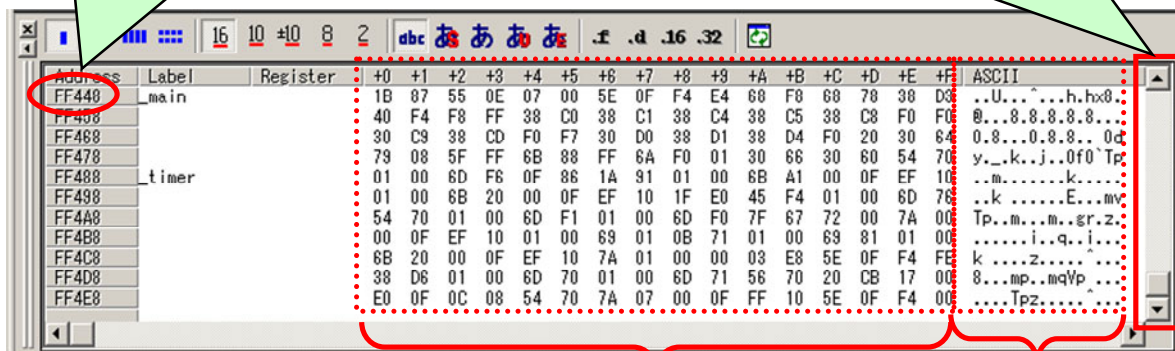 16 10 ±10 8 2 abc あS あ あJ あE .f .d .16 .32
Address Label Register +0 +1 +2 +3 +4 +5 +6 +7 +8 +9 +A +B +C +D +E +F ASCII
FF448 _main 1B 87 55 0E 07 00 5E 0F F4 E4 68 F8 68 78 38 D3 ..U...^...h.hx8.
FF458 40 F4 F8 FF 38 C0 38 C1 38 C4 38 C5 38 C8 F0 F0 @...8.8.8.8.8...
FF468 30 C9 38 CD F0 F7 30 D0 38 D1 38 D4 F0 20 30 64 0.8...0.8.8.. 0d
FF478 79 08 5F FF 6B 88 FF 6A F0 01 30 66 30 60 54 70 y._.k..j..0f0`Tp
FF488 _timer 01 00 6D F6 0F 86 1A 91 01 00 6B A1 00 0F EF 10 ..m.......k.....
FF498 01 00 6B 20 00 0F EF 10 1F E0 45 F4 01 00 6D 76 ..k ......E...mv
FF4A8 54 70 01 00 6D F1 01 00 6D F0 7F 67 72 00 7A 00 Tp..m...m..gr.z.
FF4B8 00 0F EF 10 01 00 69 01 0B 71 01 00 69 81 01 00 ......i..q..i...
FF4C8 6B 20 00 0F EF 10 7A 01 00 00 03 E8 5E 0F F4 FE k ....z.....^...
FF4D8 38 D6 01 00 6D 70 01 00 6D 71 56 70 20 CB 17 00 8...mp..mqVp ...
FF4E8 E0 0F 0C 08 54 70 7A 07 00 0F FF 10 5E 0F F4 00 ....Tpz.....^...